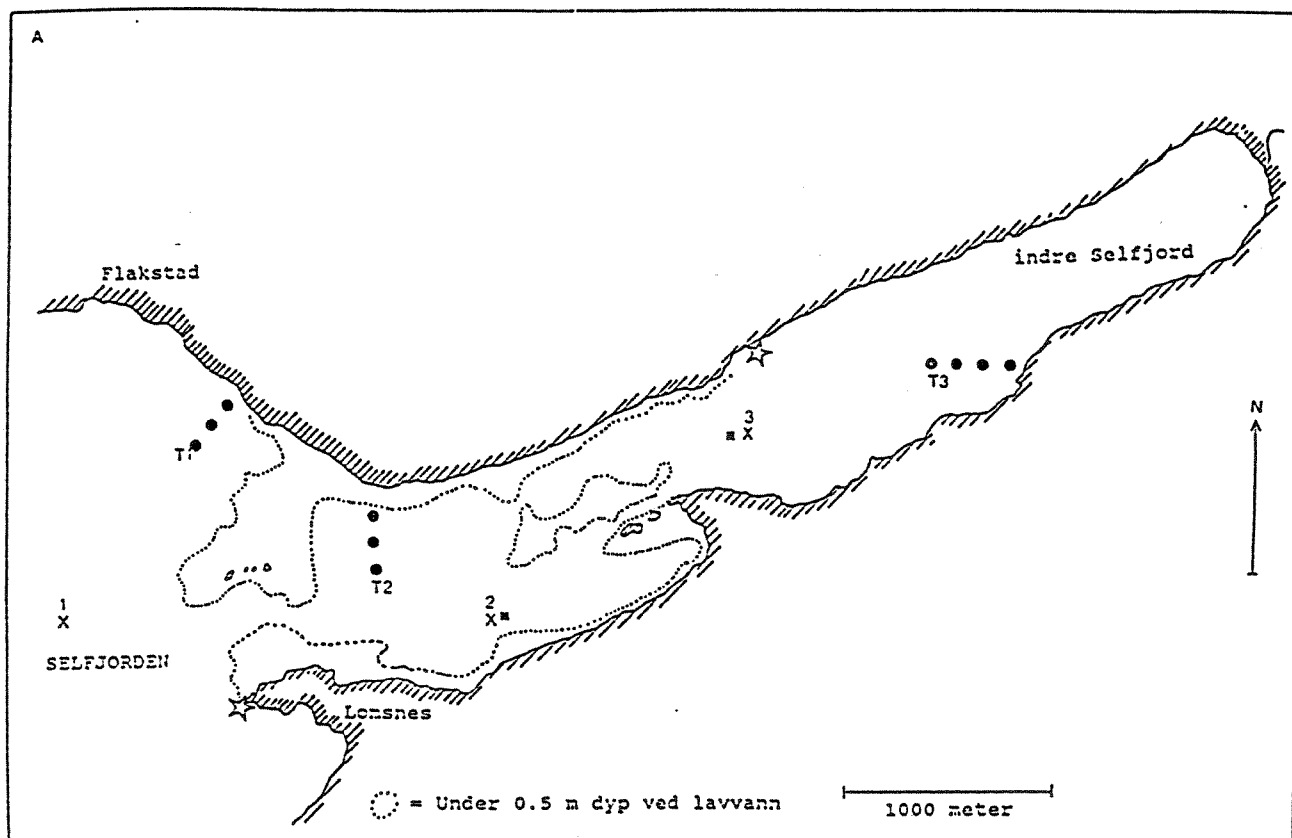 A
Flakstad
indre Selfjord
T1
T3
N
3
X
T2
1
X
2
X
SELFJORDEN
Lomsnes
= Under 0.5 m dyp ved lavvann
1000 meter